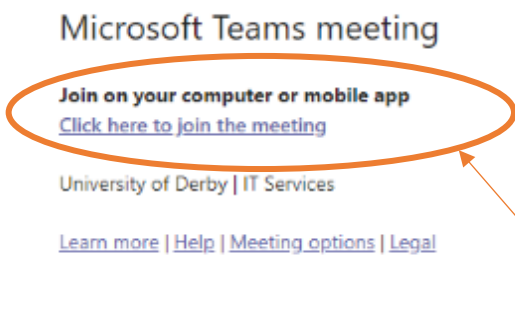 Microsoft Teams meeting
Join on your computer or mobile app
Click here to join the meeting
University of Derby | IT Services
Learn more | Help | Meeting options | Legal